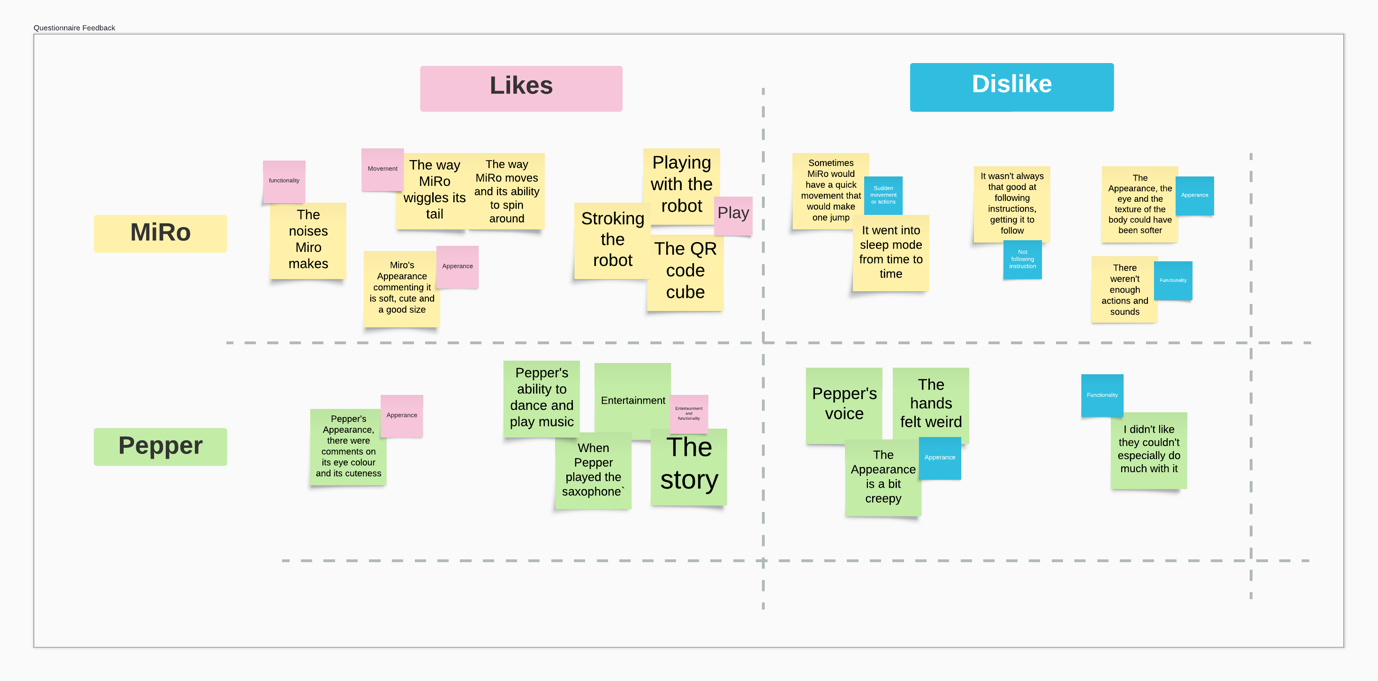 Questionnaire Feedback
Likes
Dislike
MiRo
functionality
The
noises
Miro
makes
Movement
The way
MiRo
wiggles its
tail
The way
MiRo moves
and its ability
to spin
around
Miro's
Appearance
commenting it
is soft, cute and
a good size
Apperance
Playing
with the
robot
Play
Stroking
the
robot
The QR
code
cube
Sometimes
MiRo would
have a quick
movement that
would make
one jump
Sudden
movement
or actions
It went into
sleep mode
from time to
time
It wasn't always
that good at
following
instructions,
getting it to
follow
Not
following
instruction
The
Appearance, the
eye and the
texture of the
body could have
been softer
Apperance
There
weren't
enough
actions and
sounds
Functionality
Pepper
Pepper's
Appearance,
there were
comments on
its eye colour
and its cuteness
Apperance
Pepper's
ability to
dance and
play music
Entertainment
Entertaunment
and
functionality
When
Pepper
played the
saxophone`
The
story
Pepper's
voice
The
hands
felt weird
The
Appearance
is a bit
creepy
Apperance
Functionality
I didn't like
they couldn't
especially do
much with it